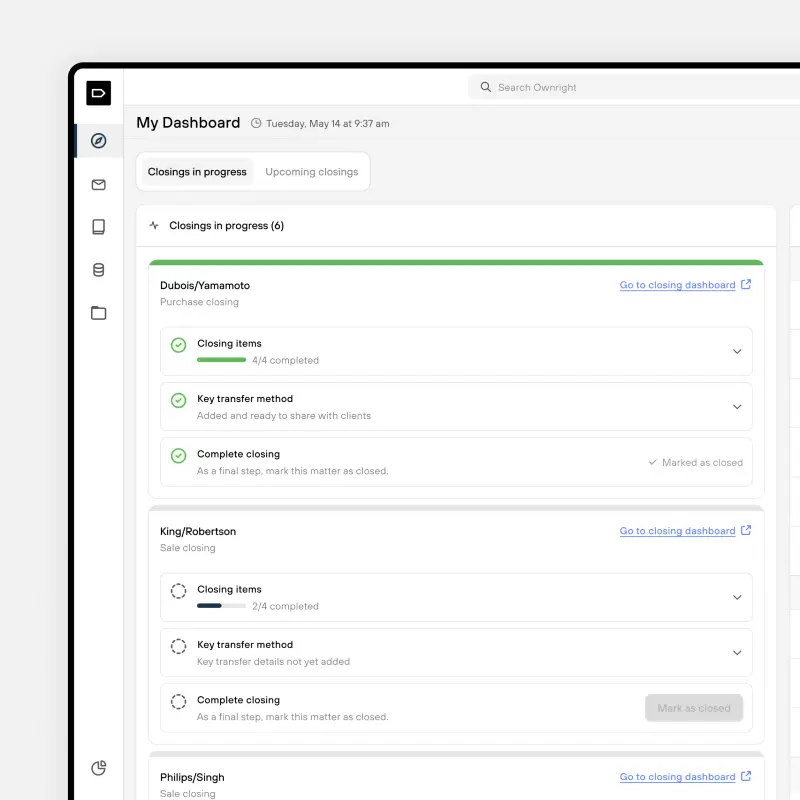 Search Ownright
My Dashboard
Tuesday, May 14 at 9:37 am
Closings in progress
Upcoming closings
Closings in progress (6)
Dubois/Yamamoto
Go to closing dashboard
Purchase closing
Closing items
4/4 completed
Key transfer method
Added and ready to share with clients
Complete closing
As a final step, mark this matter as closed.
Marked as closed
King/Robertson
Go to closing dashboard
Sale closing
Closing items
2/4 completed
Key transfer method
Key transfer details not yet added
Complete closing
As a final step, mark this matter as closed.
Mark as closed
Philips/Singh
Go to closing dashboard
Sale closing